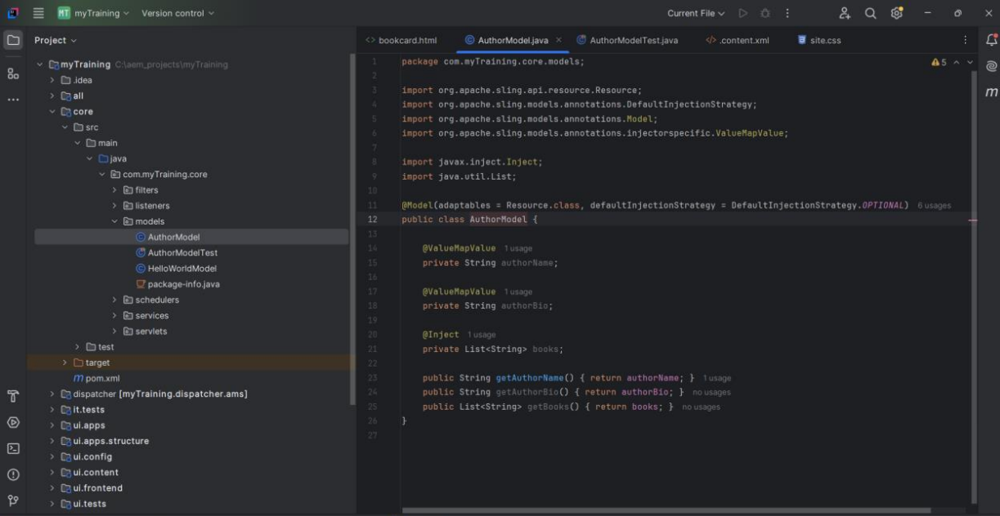 MT myTraining Version control Current File
Project
bookcard.html AuthorModel.java AuthorModelTest.java .content.xml site.css
myTraining C:\aem_projects\myTraining
.idea
all
core
src
main
java
com.myTraining.core
filters
listeners
models
AuthorModel
AuthorModelTest
HelloWorldModel
package-info.java
schedulers
services
servlets
test
target
m pom.xml
dispatcher [myTraining.dispatcher.ams]
it.tests
ui.apps
ui.apps.structure
ui.config
ui.content
ui.frontend
ui.tests
1 package com.myTraining.core.models; 5
2
3 import org.apache.sling.api.resource.Resource;
4 import org.apache.sling.models.annotations.DefaultInjectionStrategy;
5 import org.apache.sling.models.annotations.Model;
6 import org.apache.sling.models.annotations.injectorspecific.ValueMapValue;
7
8 import javax.inject.Inject;
9 import java.util.List;
10
11 @Model(adaptables = Resource.class, defaultInjectionStrategy = DefaultInjectionStrategy.OPTIONAL) 6 usages
12 public class AuthorModel {
13
14 @ValueMapValue 1 usage
15 private String authorName;
16
17 @ValueMapValue 1 usage
18 private String authorBio;
19
20 @Inject 1 usage
21 private List<String> books;
22
23 public String getAuthorName() { return authorName; } 1 usage
24 public String getAuthorBio() { return authorBio; } no usages
25 public List<String> getBooks() { return books; } no usages
26 }
27
m